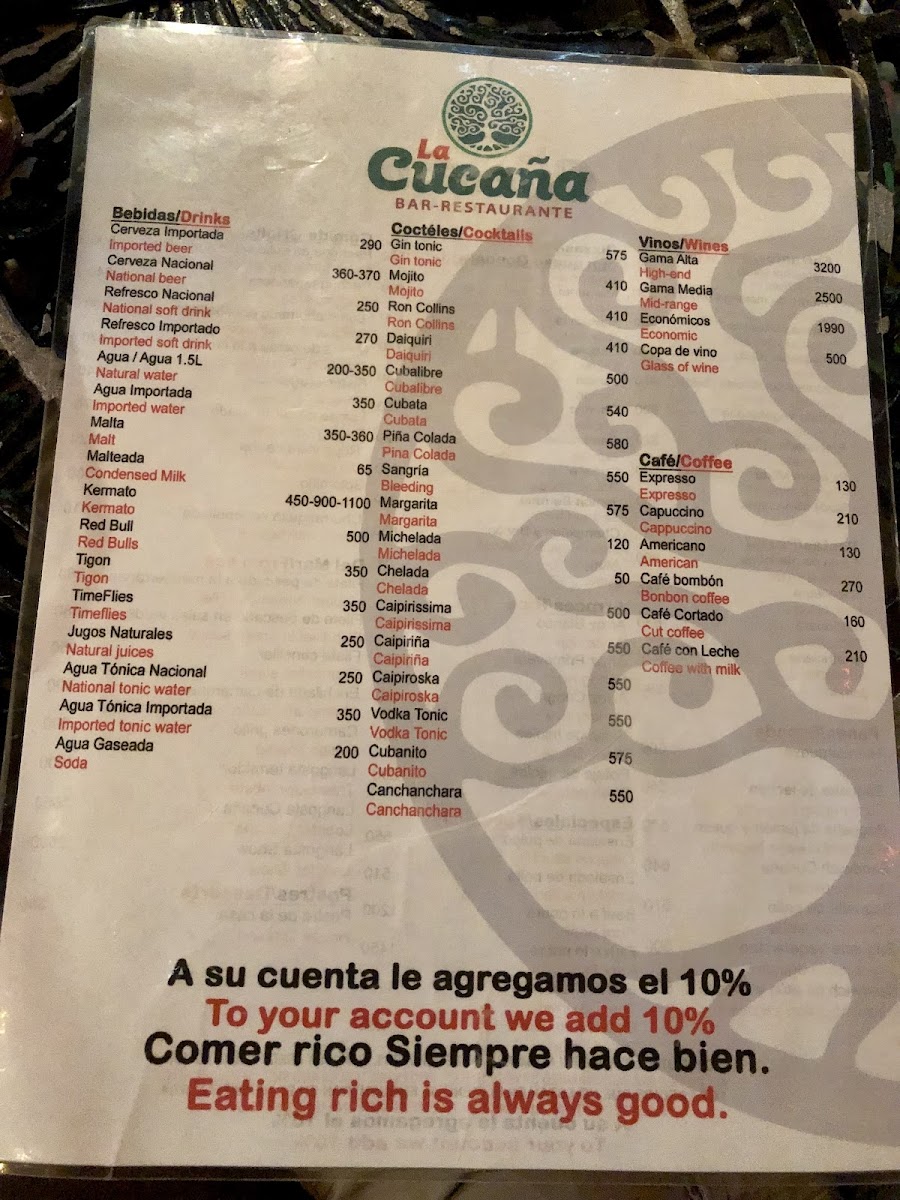 La
Cucaña
BAR-RESTAURANTE
Bebidas/Drinks
Cerveza Importada 290
Imported beer
Cerveza Nacional 360-370
National beer
Refresco Nacional 250
National soft drink
Refresco Importado 270
Imported soft drink
Agua / Agua 1.5L 200-350
Natural water
Agua Importada 350
Imported water
Malta 350-360
Malt
Malteada 65
Condensed Milk
Kermato 450-900-1100
Kermato
Red Bull 500
Red Bulls
Tigon 350
Tigon
TimeFlies 350
Timeflies
Jugos Naturales 250
Natural juices
Agua Tónica Nacional 250
National tonic water
Agua Tónica Importada 350
Imported tonic water
Agua Gaseada 200
Soda
Coctéles/Cocktails
Gin tonic 575
Gin tonic
Mojito 410
Mojito
Ron Collins 410
Ron Collins
Daiquiri 410
Daiquiri
Cubalibre 500
Cubalibre
Cubata 540
Cubata
Piña Colada 580
Pina Colada
Sangría 550
Bleeding
Margarita 575
Margarita
Michelada 120
Michelada
Chelada 50
Chelada
Caipirissima 500
Caipirissima
Caipiriña 550
Caipiriña
Caipiroska 550
Caipiroska
Vodka Tonic 550
Vodka Tonic
Cubanito 575
Cubanito
Canchanchara 550
Canchanchara
Vinos/Wines
Gama Alta 3200
High-end
Gama Media 2500
Mid-range
Económicos 1990
Economic
Copa de vino 500
Glass of wine
Café/Coffee
Expresso 130
Expresso
Capuccino 210
Cappuccino
Americano 130
American
Café bombón 270
Bonbon coffee
Café Cortado 160
Cut coffee
Café con Leche 210
Coffee with milk
A su cuenta le agregamos el 10%
To your account we add 10%
Comer rico Siempre hace bien.
Eating rich is always good.